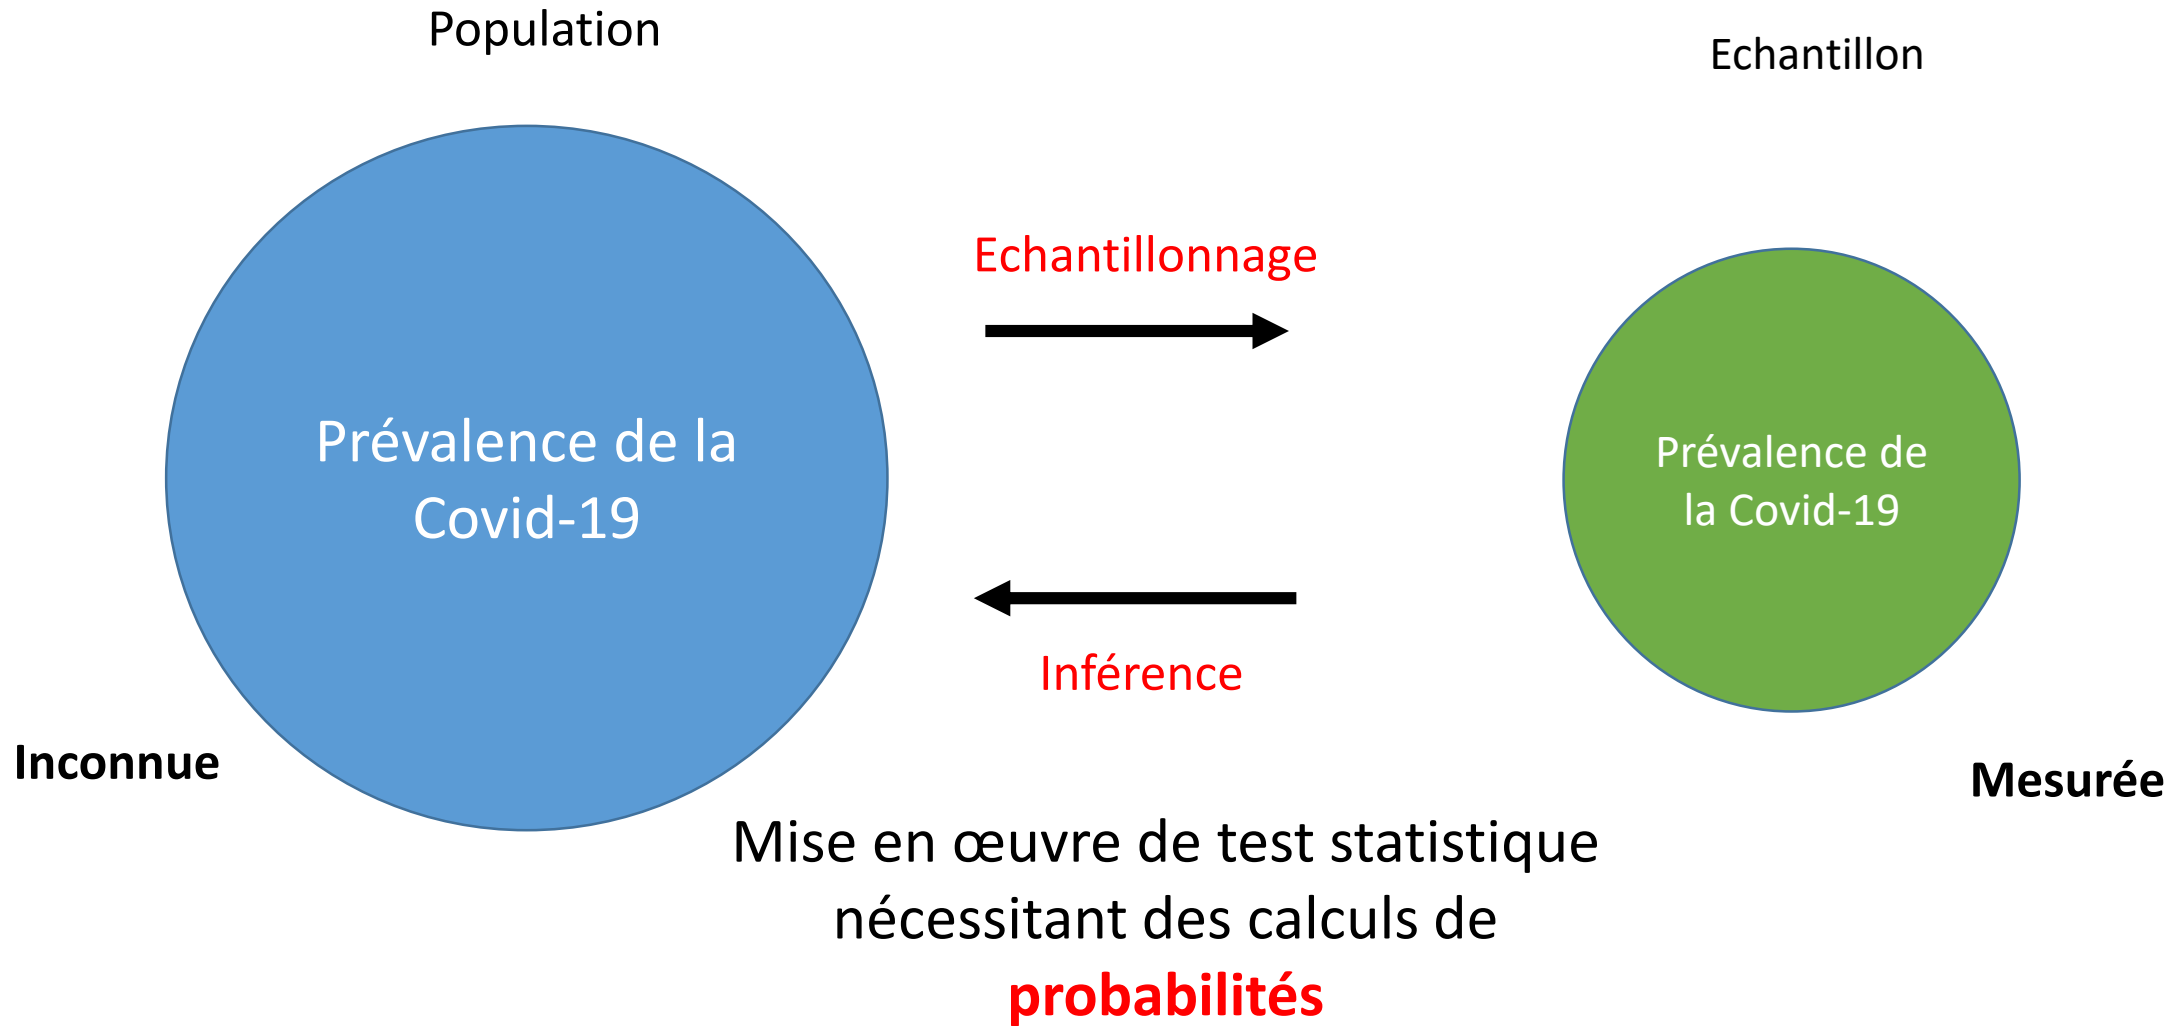 Population
Echantillon
Echantillonnage
Prévalence de la
Covid-19
Prévalence de
la Covid-19
Inférence
Inconnue
Mesurée
Mise en œuvre de test statistique
nécessitant des calculs de
probabilités